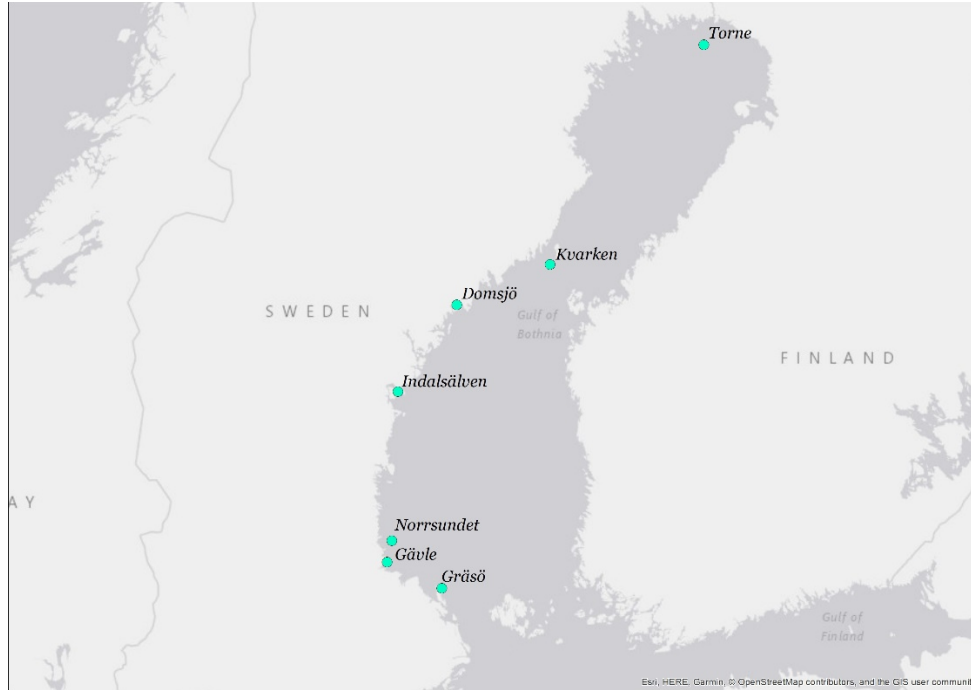 Torne
Kvarken
Domsjö
SWEDEN
Gulf of
Bothnia
FINLAND
Indalsälven
AY
Norrsundet
Gävle
Gräsö
Gulf of
Finland
Esri, HERE, Garmin, © OpenStreetMap contributors, and the GIS user communit